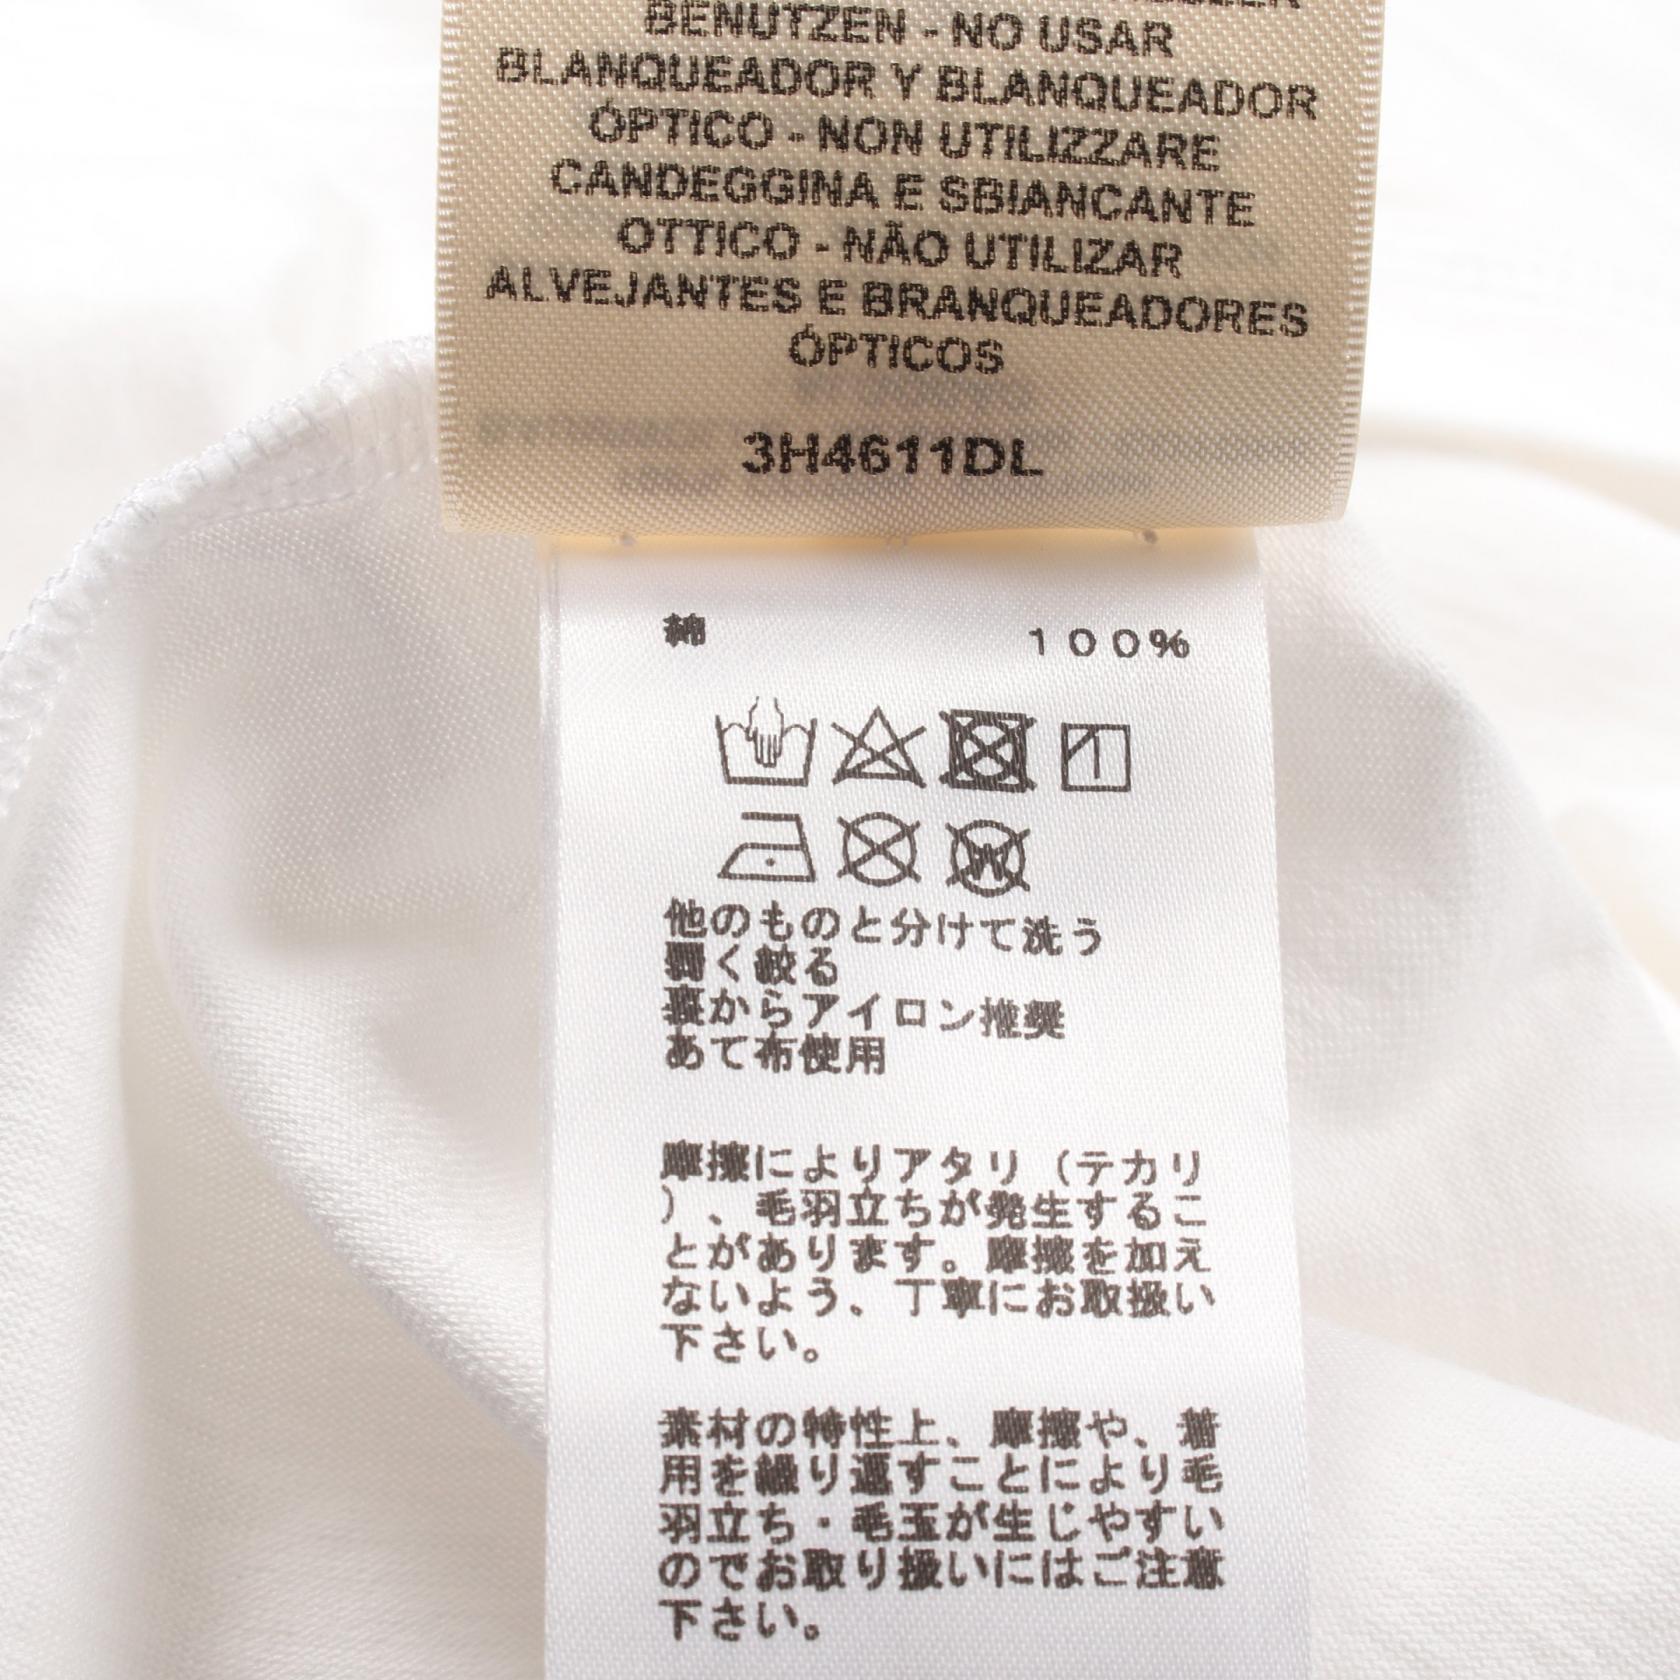 BENUTZEN - NO USAR
BLANQUEADOR Y BLANQUEADOR
ÓPTICO - NON UTILIZZARE
CANDEGGINA E SBIANCANTE
OTTICO - NÃO UTILIZAR
ALVEJANTES E BRANQUEADORES
ÓPTICOS
3H4611DL
綿 100%
他のものと分けて洗う
弱く絞る
裏からアイロン推奨
あて布使用
摩擦によりアタリ（テカリ
）、毛羽立ちが発生するこ
とがあります。摩擦を加え
ないよう、丁寧にお取扱い
下さい。
素材の特性上、摩擦や、着
用を繰り返すことにより毛
羽立ち・毛玉が生じやすい
のでお取り扱いにはご注意
下さい。